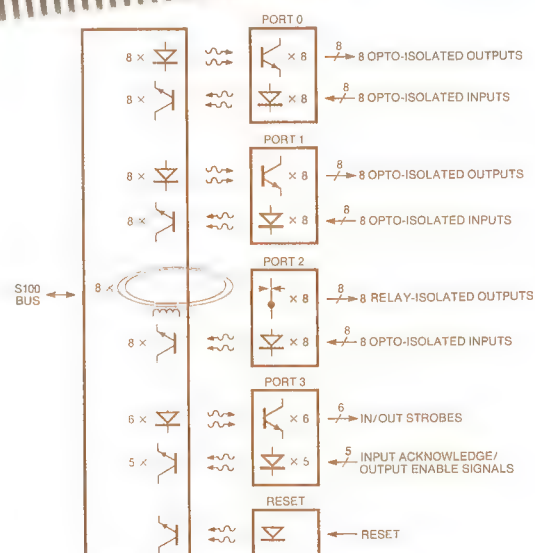 PORT 0
8 × × 8 8 8 OPTO-ISOLATED OUTPUTS
8 × × 8 8 8 OPTO-ISOLATED INPUTS
PORT 1
8 × × 8 8 8 OPTO-ISOLATED OUTPUTS
8 × × 8 8 8 OPTO-ISOLATED INPUTS
PORT 2
S100
BUS
8 × × 8 8 8 RELAY-ISOLATED OUTPUTS
8 × × 8 8 8 OPTO-ISOLATED INPUTS
PORT 3
6 × × 6 6 IN/OUT STROBES
5 × × 5 5 INPUT ACKNOWLEDGE/
OUTPUT ENABLE SIGNALS
RESET
RESET